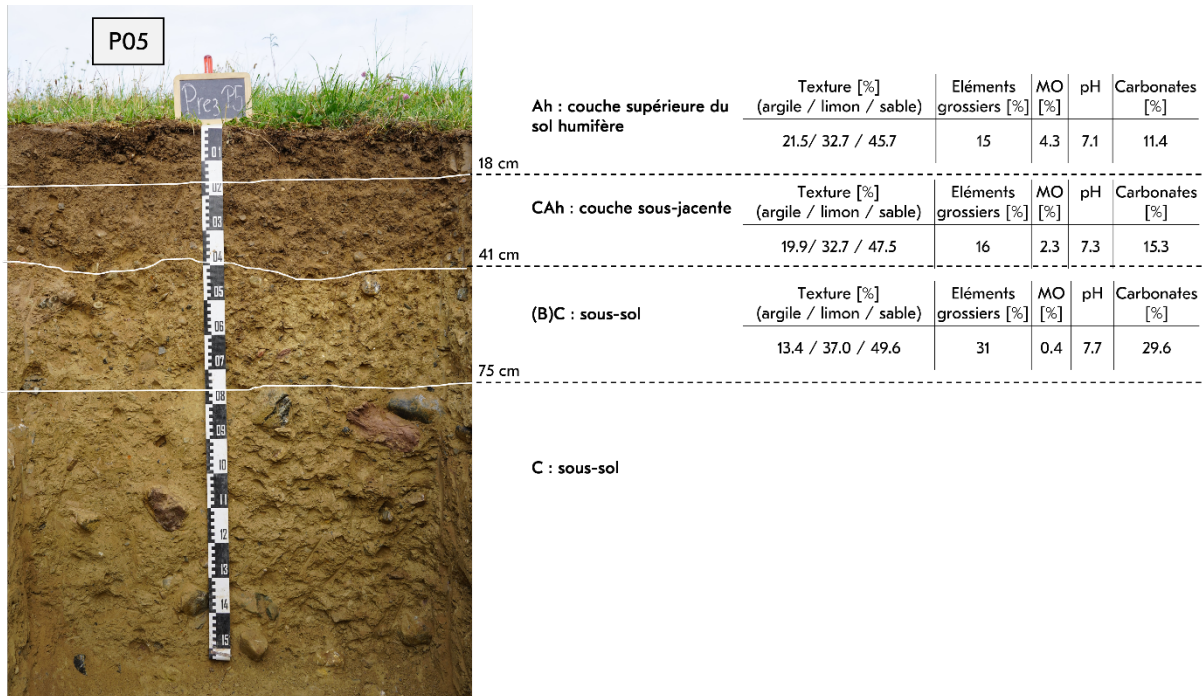 P05
Prez P5
01
02
03
04
05
06
07
08
09
10
11
12
13
14
15
Ah : couche supérieure du
sol humifère
Texture [%] Eléments MO pH Carbonates
(argile / limon / sable) grossiers [%] [%] [%]
21.5/ 32.7 / 45.7 15 4.3 7.1 11.4
18 cm
CAh : couche sous-jacente
Texture [%] Eléments MO pH Carbonates
(argile / limon / sable) grossiers [%] [%] [%]
19.9/ 32.7 / 47.5 16 2.3 7.3 15.3
41 cm
(B)C : sous-sol
Texture [%] Eléments MO pH Carbonates
(argile / limon / sable) grossiers [%] [%] [%]
13.4 / 37.0 / 49.6 31 0.4 7.7 29.6
75 cm
C : sous-sol